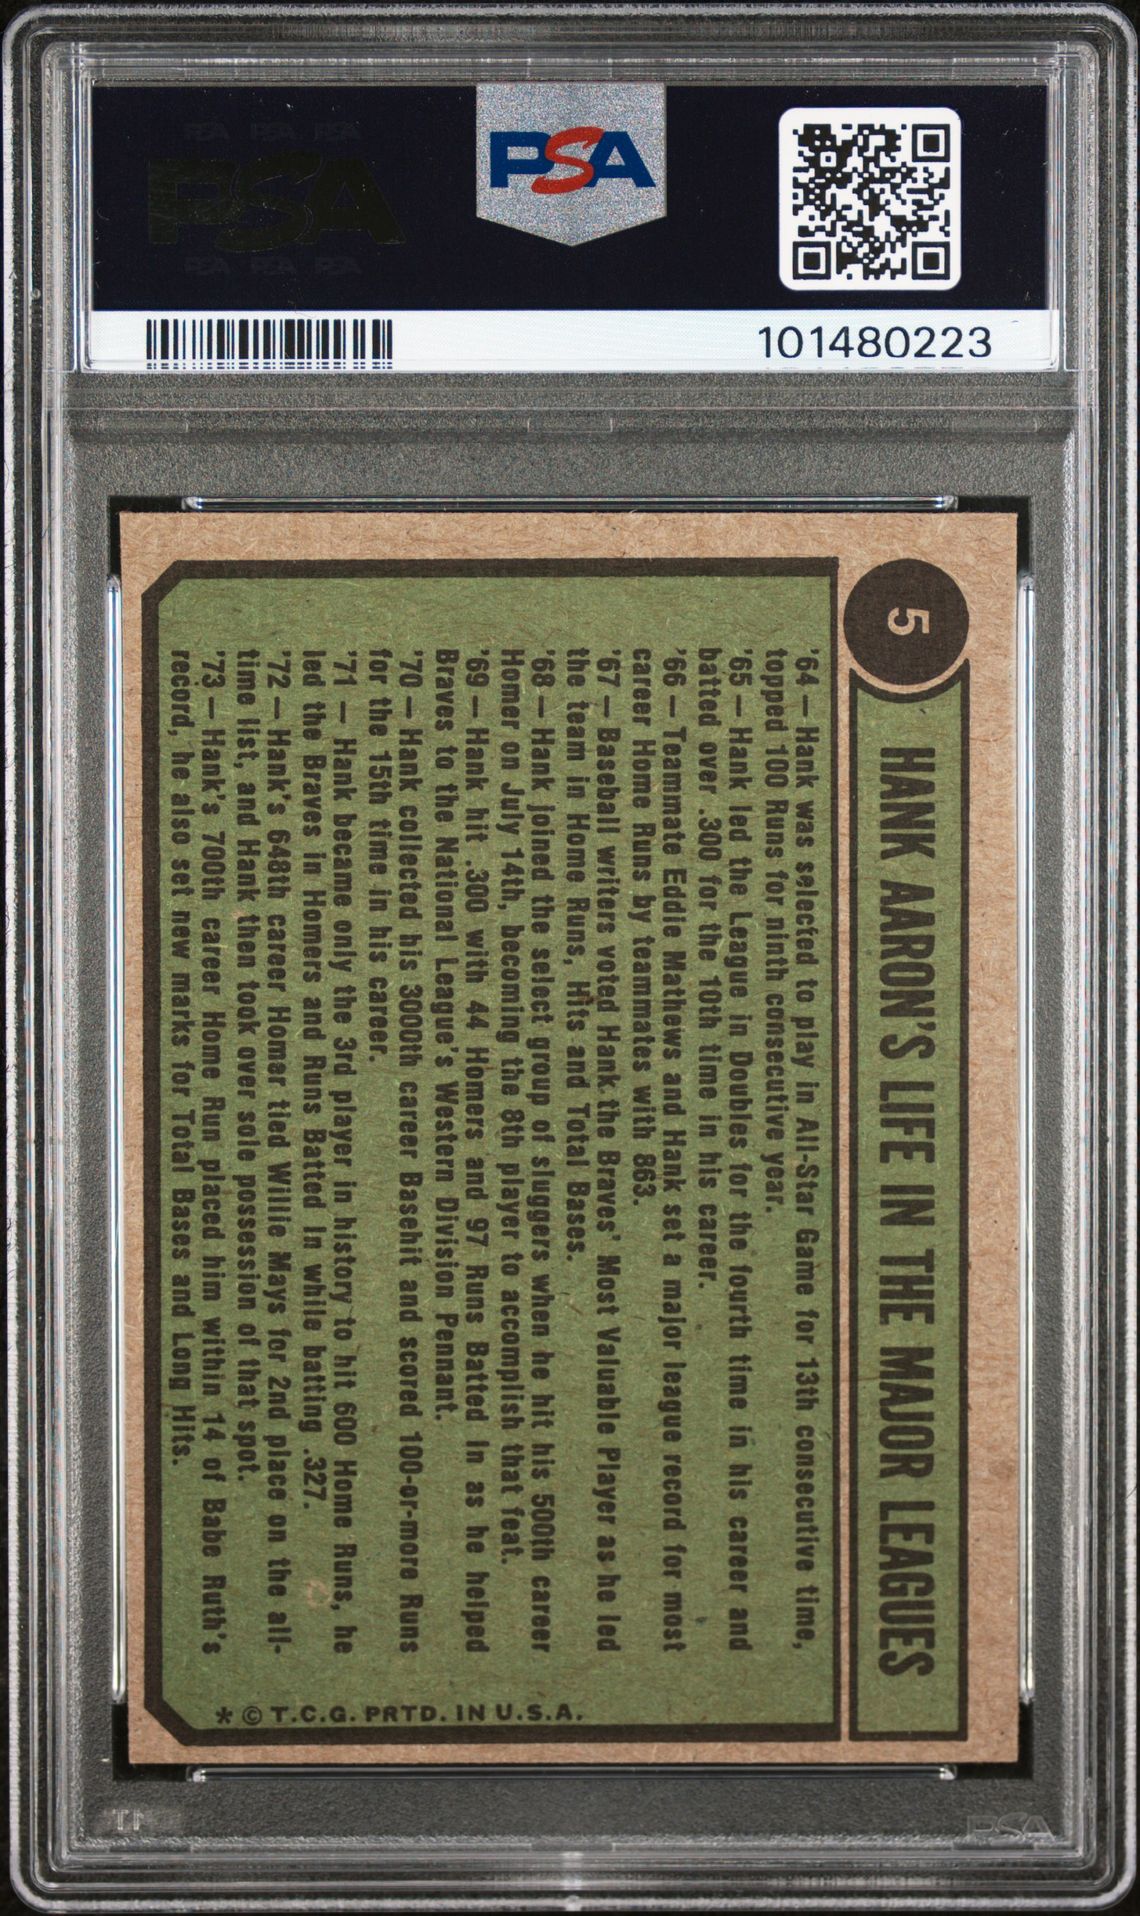 PSA PSA PSA
PSA
PSA PSA PSA
PSA
101480223
5
HANK AARON'S LIFE IN THE MAJOR LEAGUES
'64 — Hank was selected to play in All-Star Game for 13th consecutive time,
topped 100 Runs for ninth consecutive year.
'65 — Hank led the League in Doubles for the fourth time in his career and
batted over .300 for the 10th time in his career.
'66 — Teammate Eddie Mathews and Hank set a major league record for most
career Home Runs by teammates with 863.
'67 — Baseball writers voted Hank the Braves' Most Valuable Player as he led
the team in Home Runs, Hits and Total Bases.
'68 — Hank joined the select group of sluggers when he hit his 500th career
Homer on July 14th, becoming the 8th player to accomplish that feat.
'69 — Hank hit .300 with 44 Homers and 97 Runs Batted In as he helped
Braves to the National League's Western Division Pennant.
'70 — Hank collected his 3000th career Basehit and scored 100-or-more Runs
for the 15th time in his career.
'71 — Hank became only the 3rd player in history to hit 600 Home Runs, he
led the Braves in Homers and Runs Batted In while batting .327.
'72 — Hank's 648th career Homer tied Willie Mays for 2nd place on the all-
time list, and Hank then took over sole possession of that spot.
'73 — Hank's 700th career Home Run placed him within 14 of Babe Ruth's
record, he also set new marks for Total Bases and Long Hits.
* © T.C.G. PRTD. IN U.S.A.
PSA